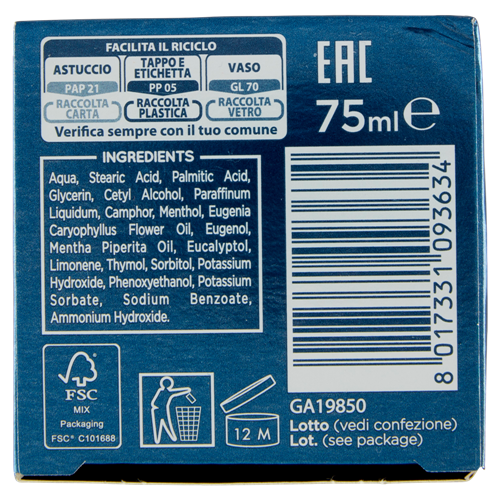 FACILITA IL RICICLO
ASTUCCIO
PAP 21
RACCOLTA
CARTA
TAPPO E
ETICHETTA
PP 05
RACCOLTA
PLASTICA
VASO
GL 70
RACCOLTA
VETRO
Verifica sempre con il tuo comune
EAC
75ml e
INGREDIENTS
Aqua, Stearic Acid, Palmitic Acid,
Glycerin, Cetyl Alcohol, Paraffinum
Liquidum, Camphor, Menthol, Eugenia
Caryophyllus Flower Oil, Eugenol,
Mentha Piperita Oil, Eucalyptol,
Limonene, Thymol, Sorbitol, Potassium
Hydroxide, Phenoxyethanol, Potassium
Sorbate, Sodium Benzoate,
Ammonium Hydroxide.
8 017331 093634
FSC
MIX
Packaging
FSC® C101688
12 M
GA19850
Lotto (vedi confezione)
Lot. (see package)